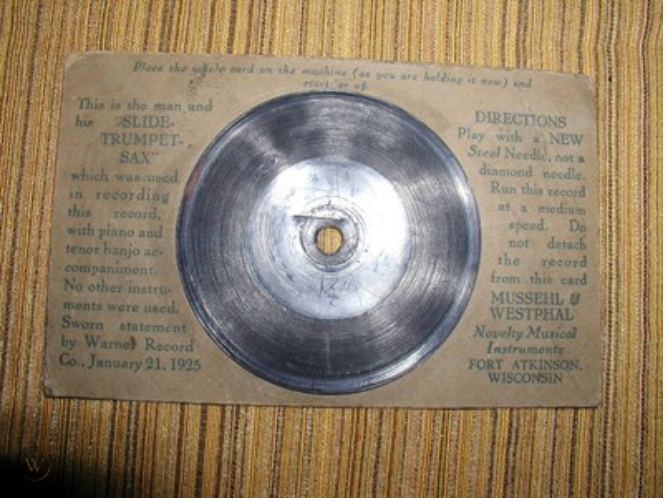 Place the whole card on the machine (as you are holding it now) and
start 'er up
This is the man and
his "SLIDE-
TRUMPET-
SAX"
which was used
in recording
this record,
with piano and
tenor banjo ac-
companiment.
No other instru-
ments were used.
Sworn statement
by Warner Record
Co., January 21, 1925
DIRECTIONS
Play with a NEW
Steel Needle, not a
diamond needle.
Run this record
at a medium
speed. Do
not detach
the record
from this card
MUSSEHL &
WESTPHAL
Novelty Musical
Instruments
FORT ATKINSON,
WISCONSIN